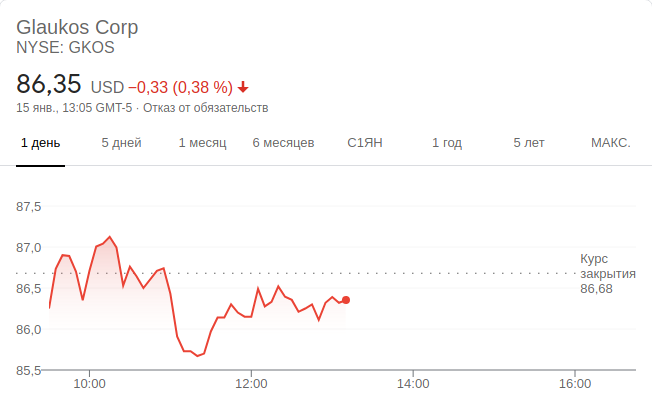 Glaukos Corp
NYSE: GKOS
86,35 USD −0,33 (0,38 %)
15 янв., 13:05 GMT-5 · Отказ от обязательств
1 день 5 дней 1 месяц 6 месяцев С1ЯН 1 год 5 лет МАКС.
87,5
87,0
Курс
закрытия
86,68
86,5
86,0
85,5
10:00 12:00 14:00 16:00